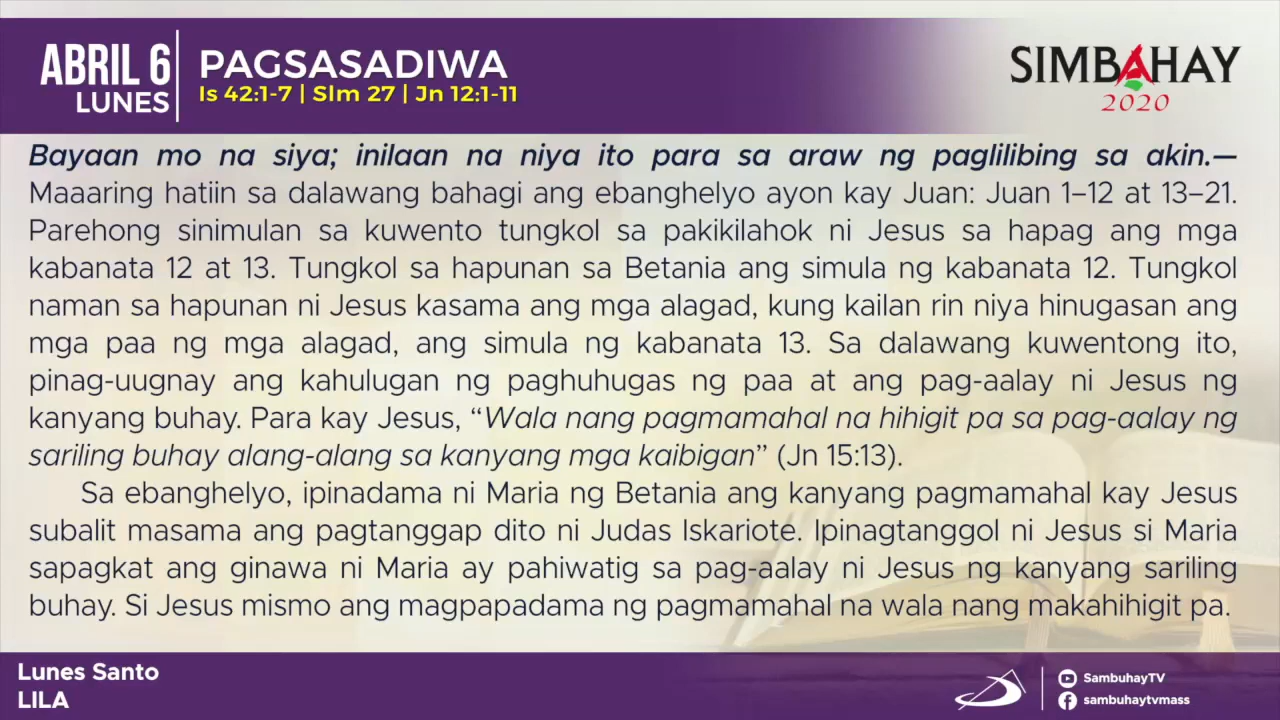 ABRIL 6
LUNES
PAGSASADIWA
Is 42:1-7 | Slm 27 | Jn 12:1-11
SIMBAHAY
2020
Bayaan mo na siya; inilaan na niya ito para sa araw ng paglilibing sa akin.—
Maaaring hatiin sa dalawang bahagi ang ebanghelyo ayon kay Juan: Juan 1–12 at 13–21.
Parehong sinimulan sa kuwento tungkol sa pakikilahok ni Jesus sa hapag ang mga
kabanata 12 at 13. Tungkol sa hapunan sa Betania ang simula ng kabanata 12. Tungkol
naman sa hapunan ni Jesus kasama ang mga alagad, kung kailan rin niya hinugasan ang
mga paa ng mga alagad, ang simula ng kabanata 13. Sa dalawang kuwentong ito,
pinag-uugnay ang kahulugan ng paghuhugas ng paa at ang pag-aalay ni Jesus ng
kanyang buhay. Para kay Jesus, “Wala nang pagmamahal na hihigit pa sa pag-aalay ng
sariling buhay alang-alang sa kanyang mga kaibigan” (Jn 15:13).
Sa ebanghelyo, ipinadama ni Maria ng Betania ang kanyang pagmamahal kay Jesus
subalit masama ang pagtanggap dito ni Judas Iskariote. Ipinagtanggol ni Jesus si Maria
sapagkat ang ginawa ni Maria ay pahiwatig sa pag-aalay ni Jesus ng kanyang sariling
buhay. Si Jesus mismo ang magpapadama ng pagmamahal na wala nang makahihigit pa.
Lunes Santo
LILA
SambuhayTV
sambuhaytvmass